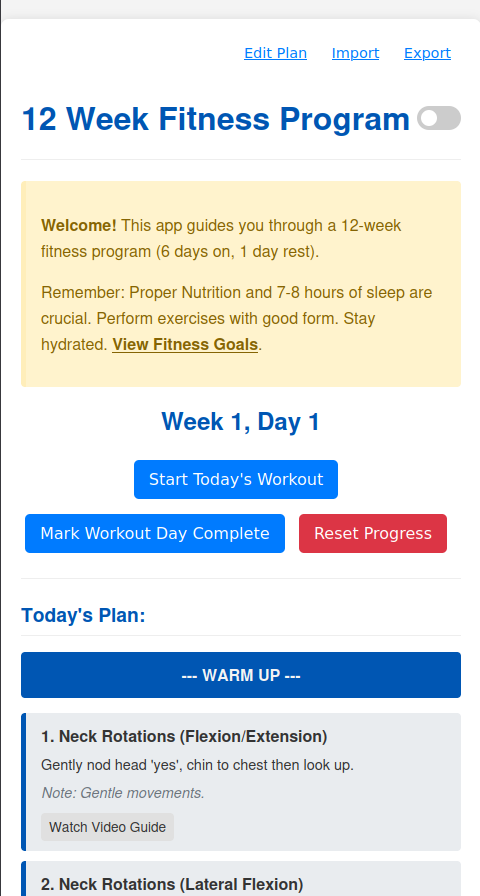 Edit Plan Import Export
12 Week Fitness Program
Welcome! This app guides you through a 12-week
fitness program (6 days on, 1 day rest).
Remember: Proper Nutrition and 7-8 hours of sleep are
crucial. Perform exercises with good form. Stay
hydrated. View Fitness Goals.
Week 1, Day 1
Start Today's Workout
Mark Workout Day Complete Reset Progress
Today's Plan:
--- WARM UP ---
1. Neck Rotations (Flexion/Extension)
Gently nod head 'yes', chin to chest then look up.
Note: Gentle movements.
Watch Video Guide
2. Neck Rotations (Lateral Flexion)